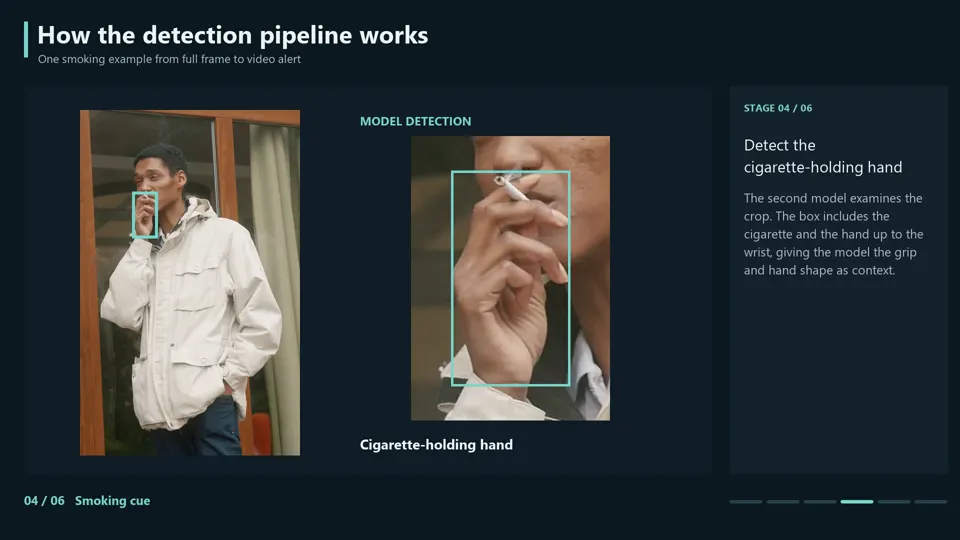 How the detection pipeline works
One smoking example from full frame to video alert
MODEL DETECTION
Cigarette-holding hand
STAGE 04 / 06
Detect the
cigarette-holding hand
The second model examines the
crop. The box includes the
cigarette and the hand up to the
wrist, giving the model the grip
and hand shape as context.
04 / 06 Smoking cue